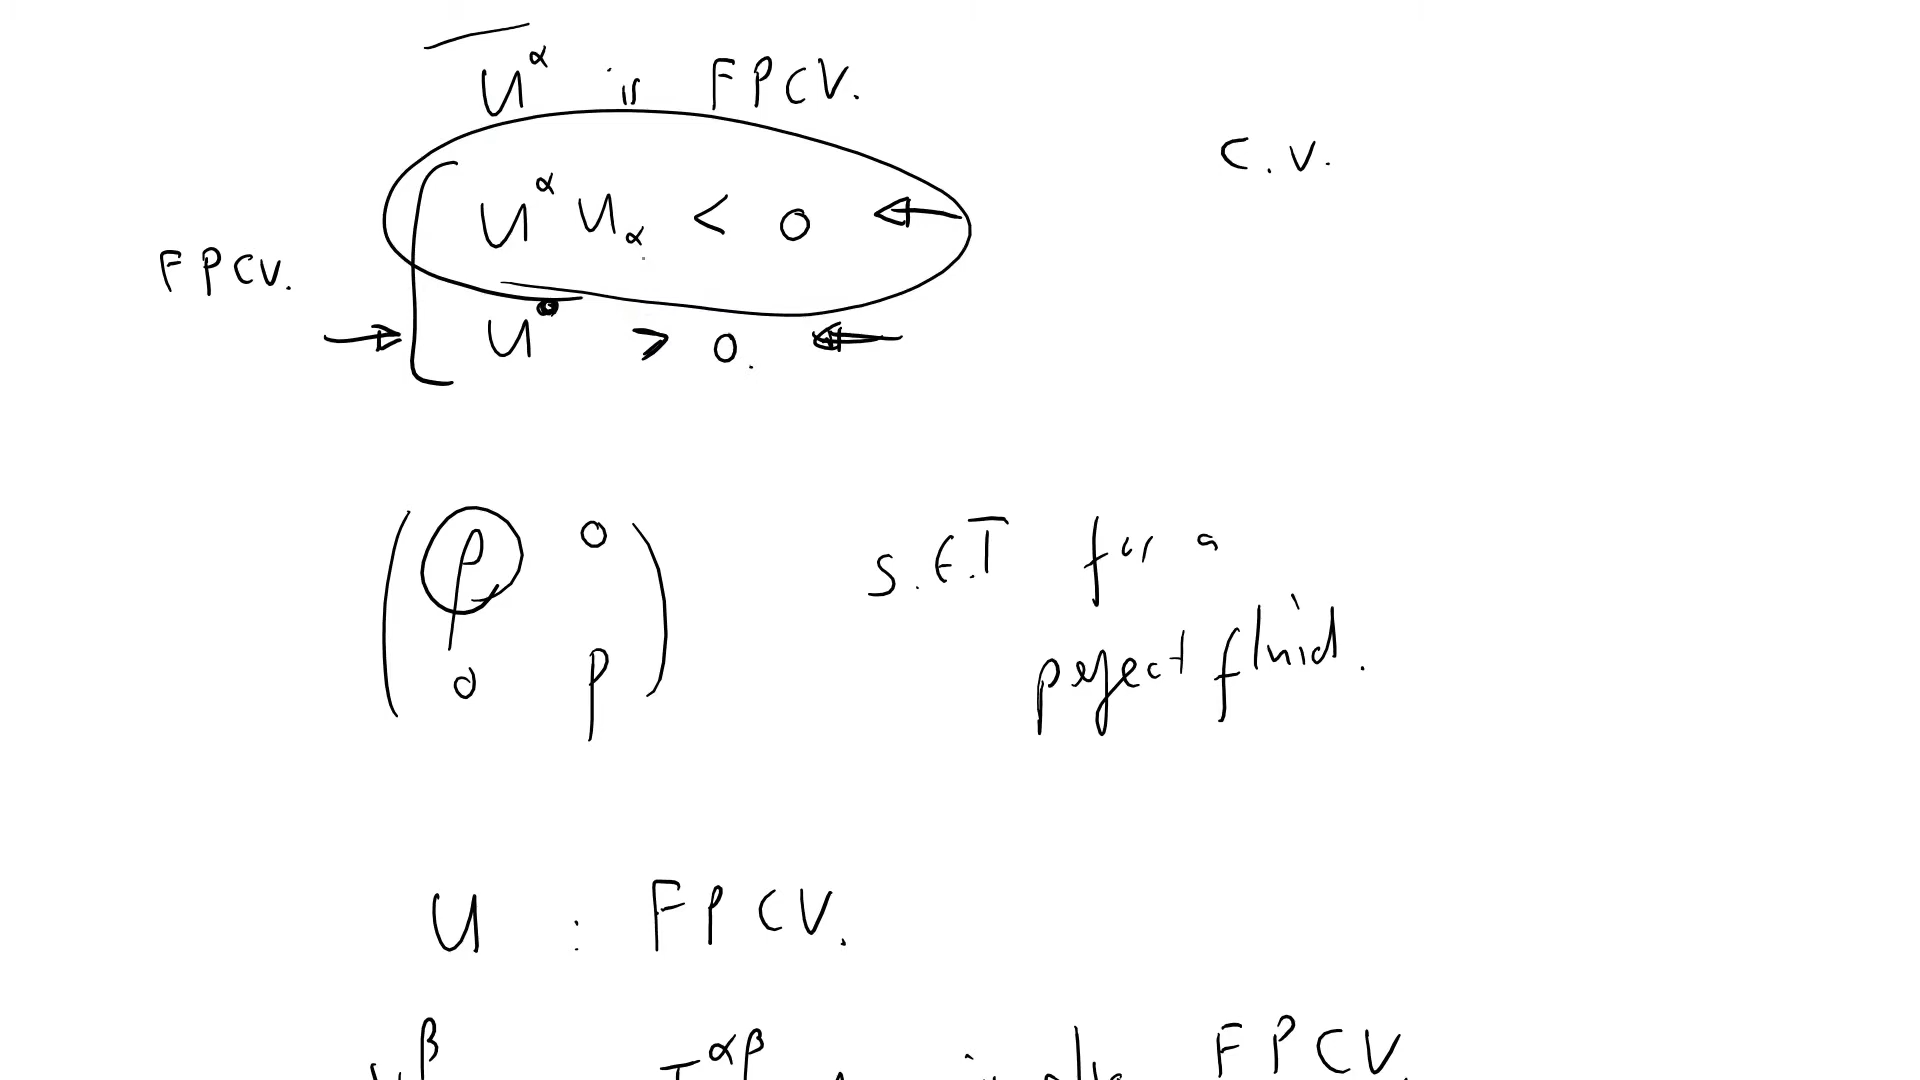 U^α is FPCV.
C.V.
U^α U_α < 0
FPCV.
U^0 > 0.
ρ 0
0 p
S.E.T for a
perfect fluid.
U : FPCV.
β T^αβ FPCV.